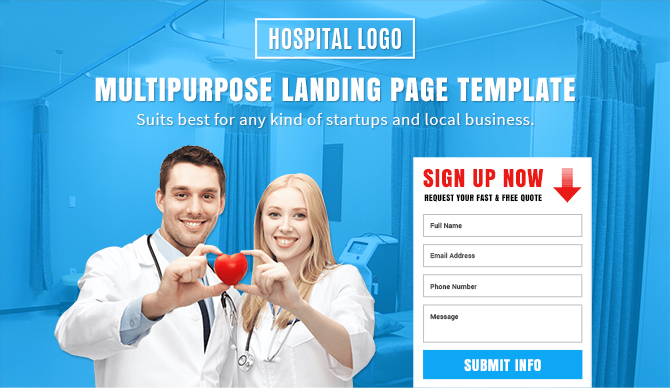 HOSPITAL LOGO
MULTIPURPOSE LANDING PAGE TEMPLATE
Suits best for any kind of startups and local business.
SIGN UP NOW
REQUEST YOUR FAST & FREE QUOTE
Full Name
Email Address
Phone Number
Message
SUBMIT INFO